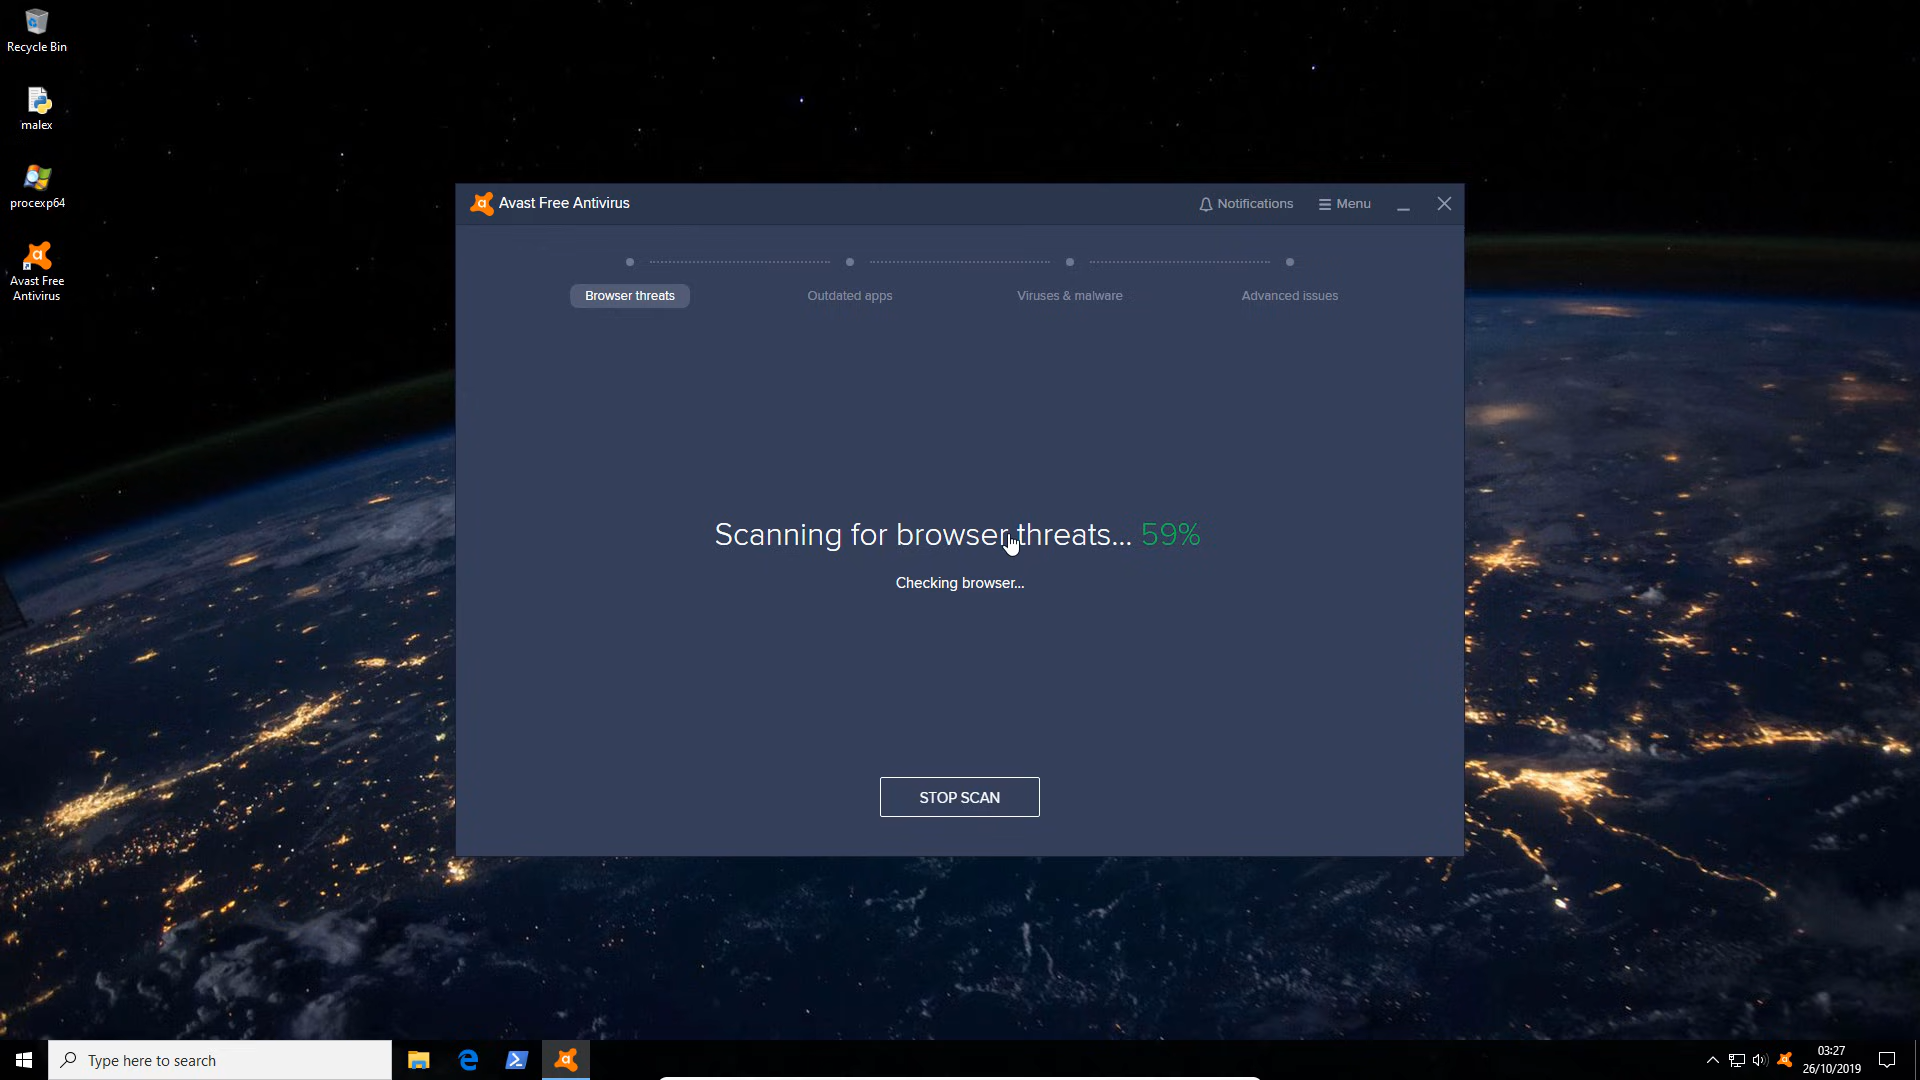 Recycle Bin
malex
procexp64
Avast Free
Antivirus
Avast Free Antivirus
Notifications
Menu
Browser threats
Outdated apps
Viruses & malware
Advanced issues
Scanning for browser threats... 59%
Checking browser...
STOP SCAN
Type here to search
03:27
26/10/2019